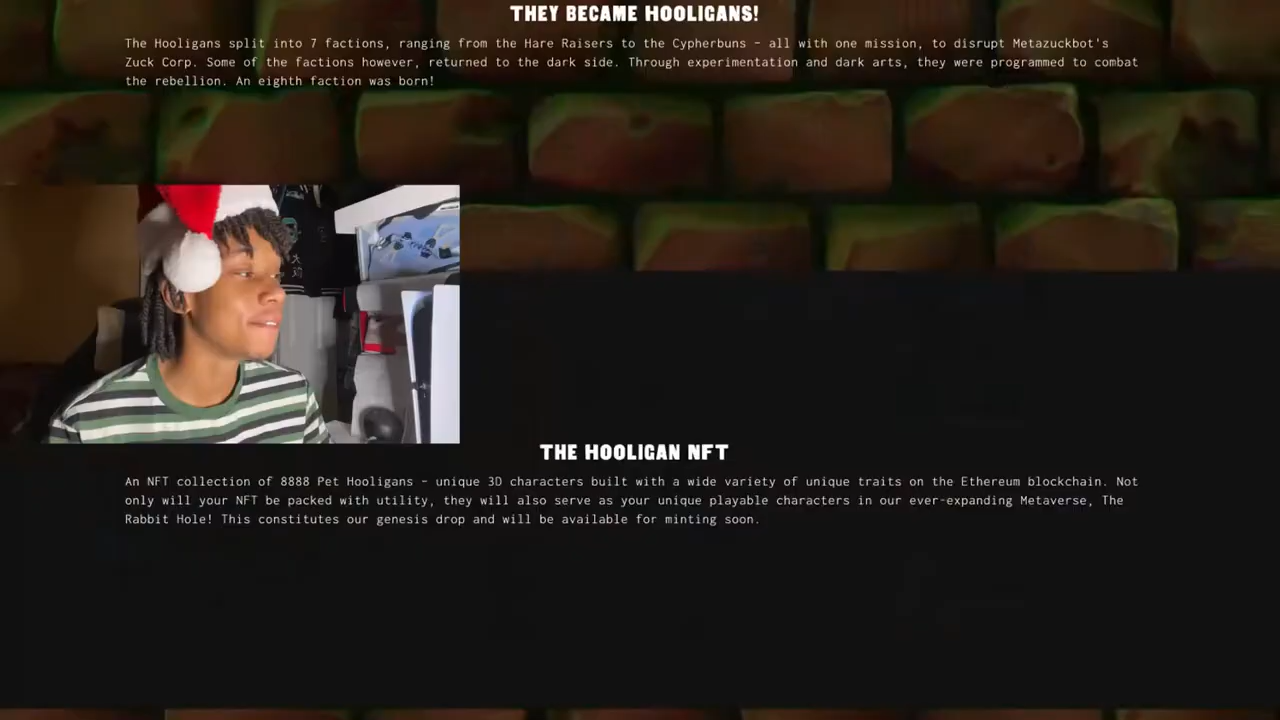 THEY BECAME HOOLIGANS!
The Hooligans split into 7 factions, ranging from the Hare Raisers to the Cypherbuns – all with one mission, to disrupt Metazuckbot's
Zuck Corp. Some of the factions however, returned to the dark side. Through experimentation and dark arts, they were programmed to combat
the rebellion. An eighth faction was born!
THE HOOLIGAN NFT
An NFT collection of 8888 Pet Hooligans – unique 3D characters built with a wide variety of unique traits on the Ethereum blockchain. Not
only will your NFT be packed with utility, they will also serve as your unique playable characters in our ever-expanding Metaverse, The
Rabbit Hole! This constitutes our genesis drop and will be available for minting soon.